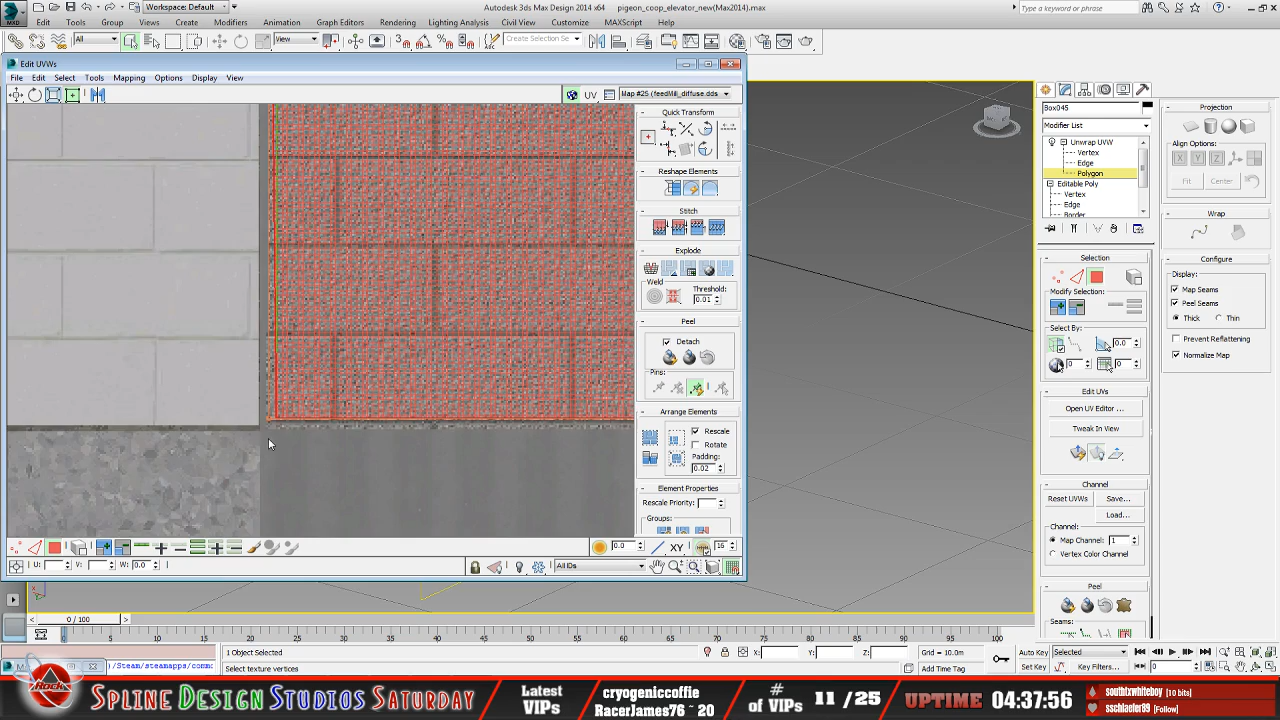 Workspace: Default
Autodesk 3ds Max Design 2014 x64
pigeon_coop_elevator_new(Max2014).max
Type a keyword or phrase
MXD
Edit
Tools
Group
Views
Create
Modifiers
Animation
Graph Editors
Rendering
Lighting Analysis
Civil View
Customize
MAXScript
Help
All
View
Create Selection Se
Edit UVWs
File Edit Select Tools Mapping Options Display View
UV
Map #25 (feedMill_diffuse.dds
Quick Transform
Reshape Elements
Stitch
Explode
Weld
Threshold:
0.01
Peel
Detach
Pins:
Arrange Elements
Rescale
Rotate
Padding:
0.02
Element Properties
Rescale Priority:
Groups:
0.0
XY
16
U:
V:
W: 0.0
All IDs
Box045
Modifier List
Unwrap UVW
Vertex
Edge
Polygon
Editable Poly
Vertex
Edge
Border
Selection
Modify Selection:
Select By:
0.0
0
0
Edit UVs
Open UV Editor ...
Tweak In View
Channel
Reset UVWs
Save...
Load...
Channel:
Map Channel: 1
Vertex Color Channel
Peel
Seams:
Projection
Align Options:
X Y Z
Fit
Center
Wrap
Configure
Display:
Map Seams
Peel Seams
Thick
Thin
Prevent Reflattening
Normalize Map
0 / 100
0 5 10 15 20 25 30 35 40 45 50 55 60 65 70 75 80 85 90 95 100
1 Object Selected
X:
Y:
Z:
Grid = 10.0m
Auto Key
Selected
)/Steam/steamapps/comm
Select texture vertices
Add Time Tag
Set Key
Key Filters...
0
ROCK
Spline Design Studios Saturday
Latest
VIPs
cryogeniccoffie
RacerJames76 ~ 20
#
of VIPs
11 /25
UPTIME
04:37:56
southtxwhiteboy [10 bits]
sschlaefer89 [Follow]